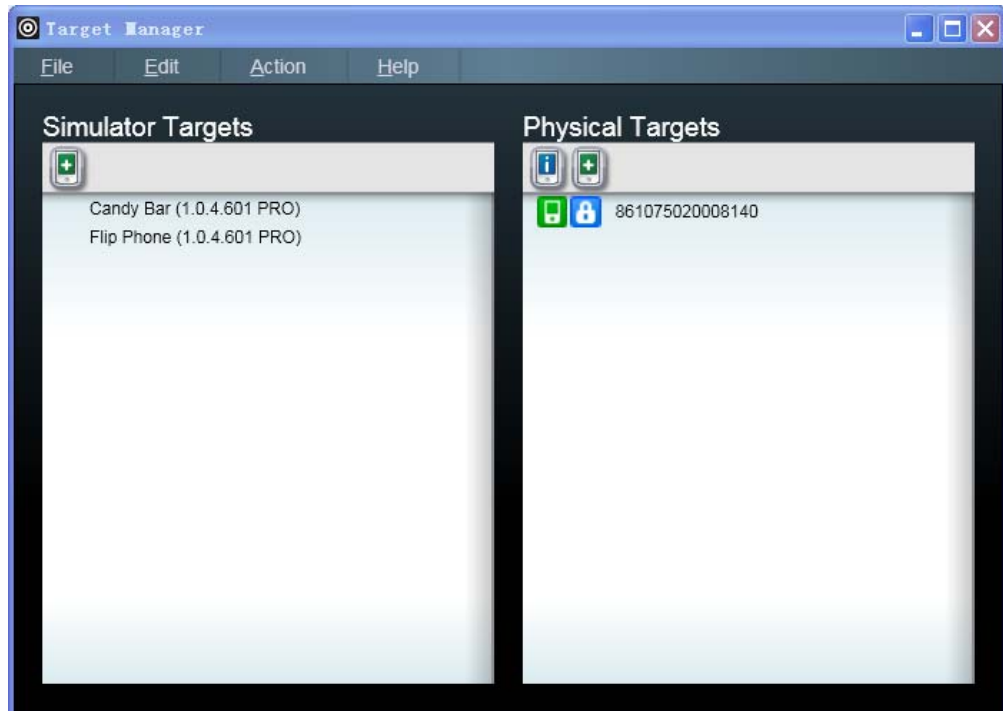 Target Manager
File Edit Action Help
Simulator Targets
Candy Bar (1.0.4.601 PRO)
Flip Phone (1.0.4.601 PRO)
Physical Targets
861075020008140